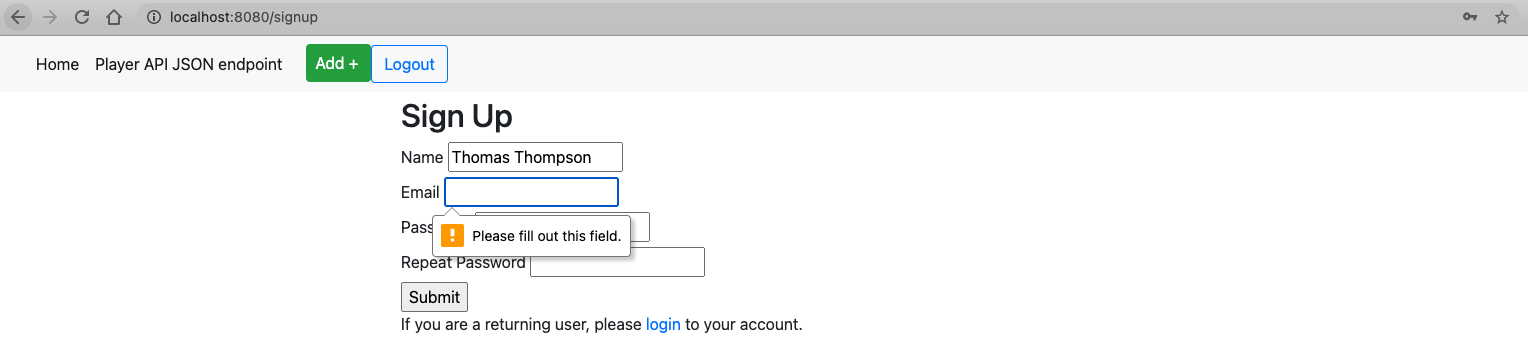 localhost:8080/signup
Home Player API JSON endpoint Add + Logout
Sign Up
Name Thomas Thompson
Email
Pass
Please fill out this field.
Repeat Password
Submit
If you are a returning user, please login to your account.